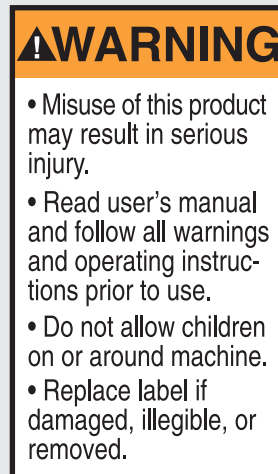 WARNING
• Misuse of this product
may result in serious
injury.
• Read user's manual
and follow all warnings
and operating instruc-
tions prior to use.
• Do not allow children
on or around machine.
• Replace label if
damaged, illegible, or
removed.